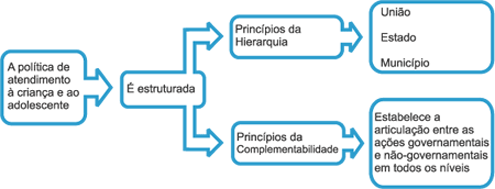 A política de
atendimento
à criança e ao
adolescente
É estruturada
Princípios da
Hierarquia
União
Estado
Município
Princípios da
Complementabilidade
Estabelece a
articulação entre as
ações governamentais
e não-governamentais
em todos os níveis